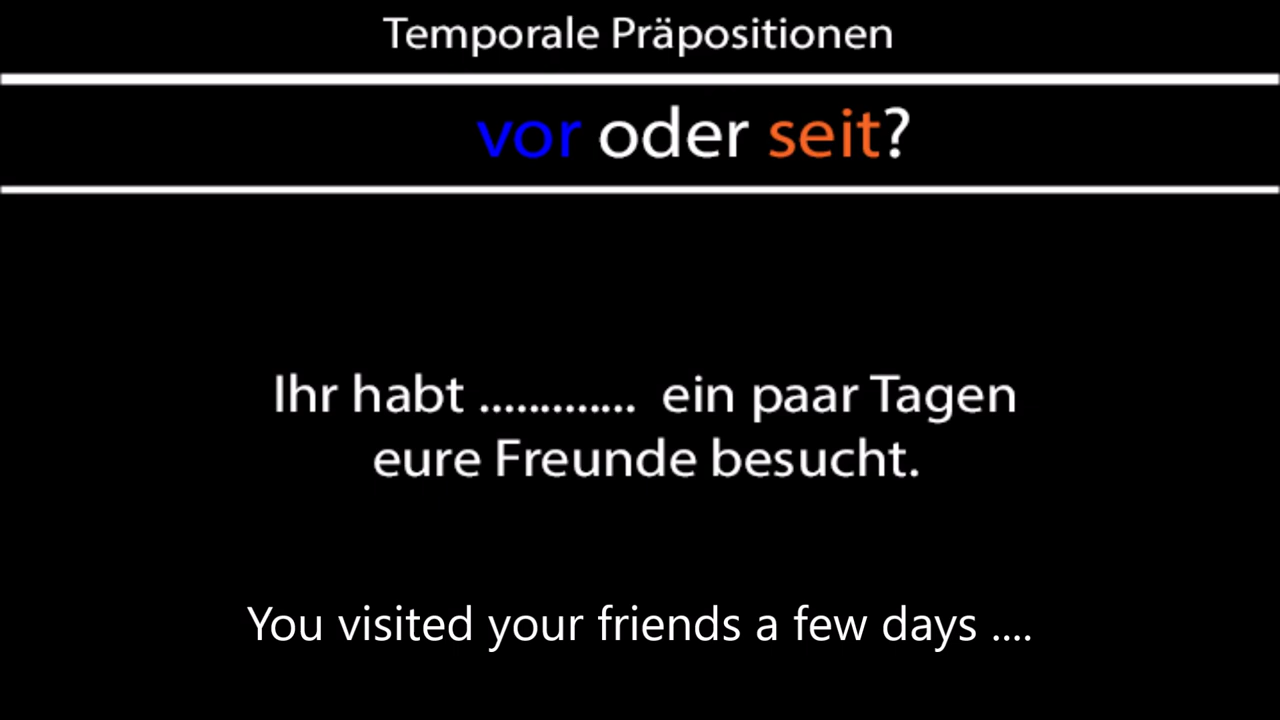 Temporale Präpositionen
vor oder seit?
Ihr habt ............. ein paar Tagen
eure Freunde besucht.
You visited your friends a few days ....